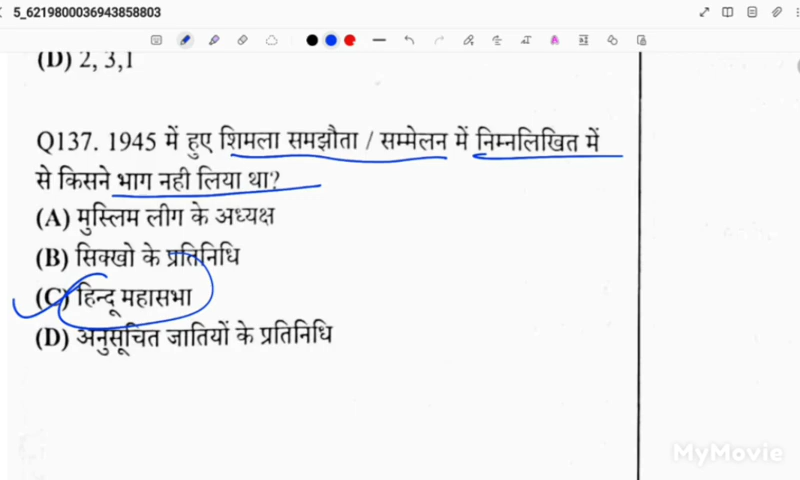 5_6219800036943858803
(D) 2, 3,1
Q137. 1945 में हुए शिमला समझौता / सम्मेलन में निम्नलिखित में
से किसने भाग नही लिया था?
(A) मुस्लिम लीग के अध्यक्ष
(B) सिक्खो के प्रतिनिधि
(C) हिन्दू महासभा
(D) अनुसूचित जातियों के प्रतिनिधि
MyMovie